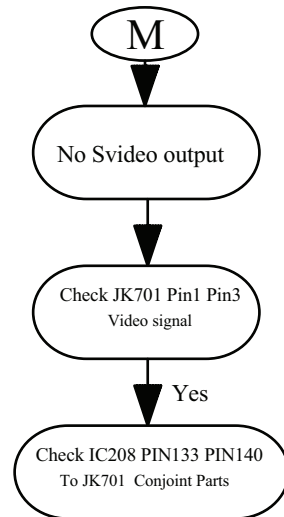 M
No Svideo output
Check JK701 Pin1 Pin3
Video signal
Yes
Check IC208 PIN133 PIN140
To JK701 Conjoint Parts